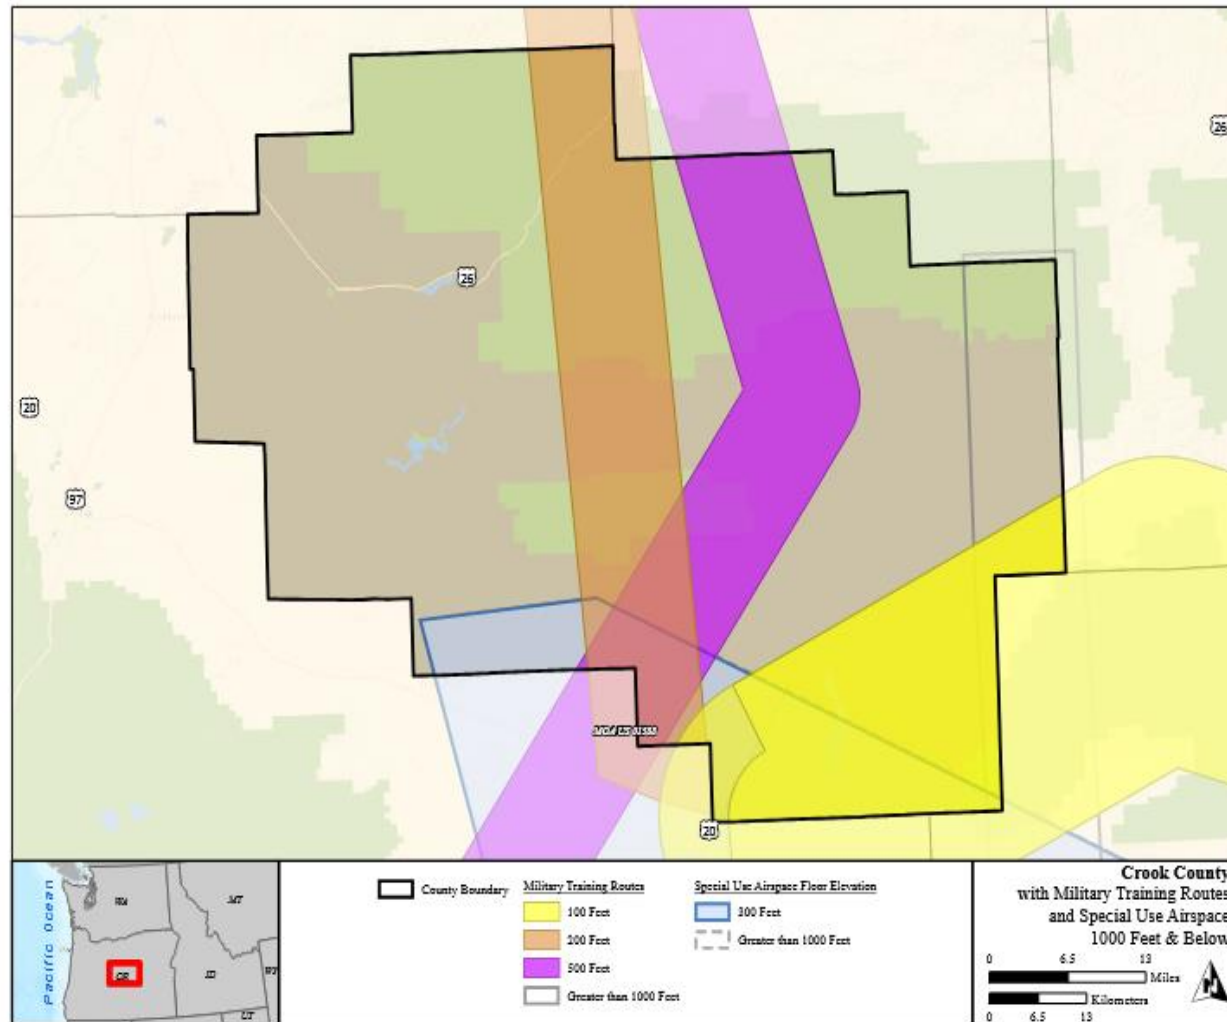 26
26
20
97
20
Pacific Ocean
WA
MT
OR
ID
WY
UT
County Boundary
Military Training Routes
100 Feet
200 Feet
500 Feet
Greater than 1000 Feet
Special Use Airspace Floor Elevation
300 Feet
Greater than 1000 Feet
Crook County
with Military Training Routes
and Special Use Airspace
1000 Feet & Below
0 6.5 13
Miles
Kilometers
0 6.5 13
N